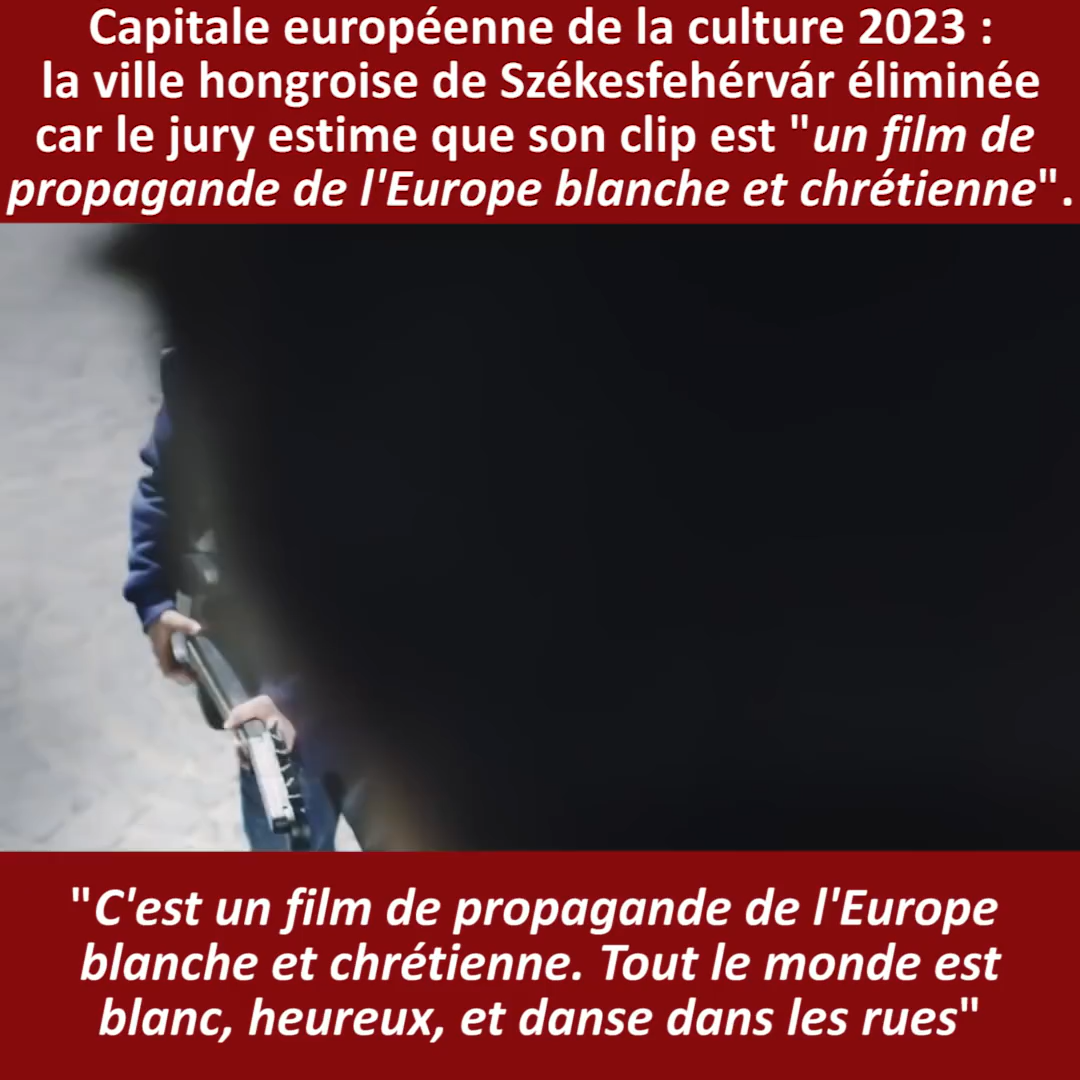 Capitale européenne de la culture 2023 :
la ville hongroise de Székesfehérvár éliminée
car le jury estime que son clip est "un film de
propagande de l'Europe blanche et chrétienne".
"C'est un film de propagande de l'Europe
blanche et chrétienne. Tout le monde est
blanc, heureux, et danse dans les rues"